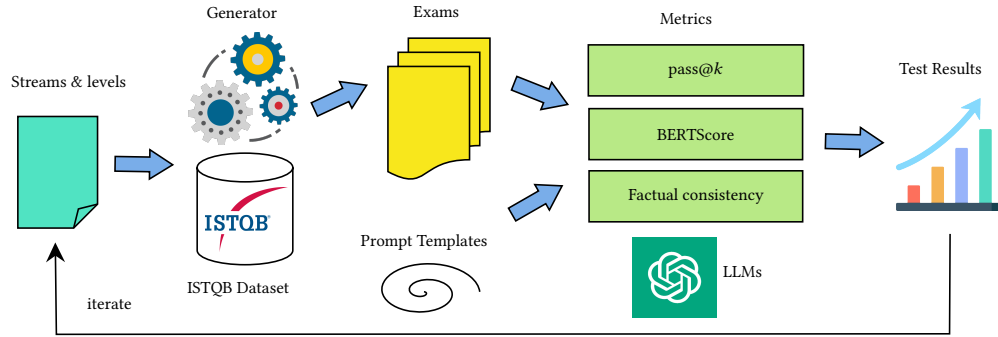 Streams & levels
Generator
ISTQB®
ISTQB Dataset
Exams
Prompt Templates
Metrics
pass@k
BERTScore
Factual consistency
LLMs
Test Results
iterate